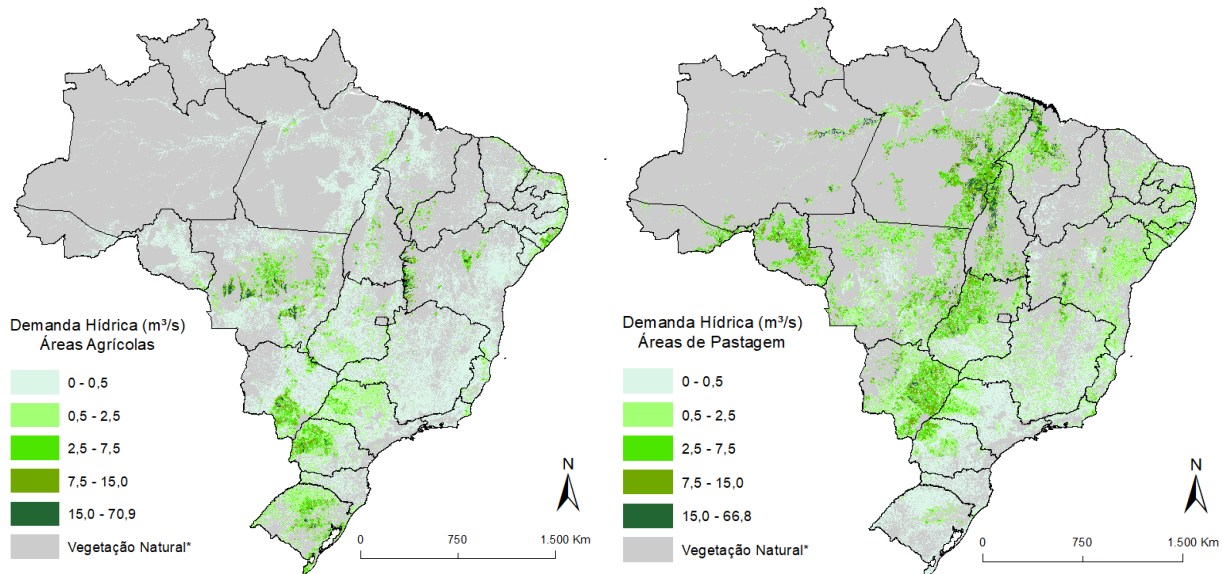 Demanda Hídrica (m³/s)
Áreas Agrícolas
0 - 0,5
0,5 - 2,5
2,5 - 7,5
7,5 - 15,0
15,0 - 70,9
Vegetação Natural*
N
0 750 1.500 Km
Demanda Hídrica (m³/s)
Áreas de Pastagem
0 - 0,5
0,5 - 2,5
2,5 - 7,5
7,5 - 15,0
15,0 - 66,8
Vegetação Natural*
N
0 750 1.500 Km